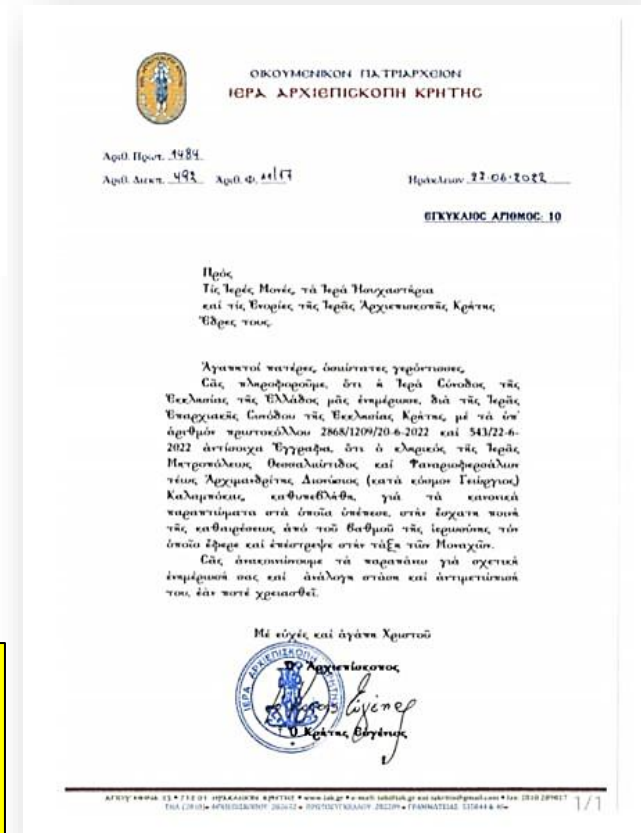 ΟΙΚΟΥΜΕΝΙΚΟΝ ΠΑΤΡΙΑΡΧΕΙΟΝ
ΙΕΡΑ ΑΡΧΙΕΠΙΣΚΟΠΗ ΚΡΗΤΗΣ
Ἀριθ. Πρωτ. 1484
Ἀριθ. Διεκπ. 492 Ἀριθ. Φ. 11/17 Ἡράκλειον 22-06-2022
ΕΓΚΥΚΛΙΟΣ ΑΡΙΘΜΟΣ: 10
Πρός
Τίς Ἱερές Μονές, τά Ἱερά Ἡσυχαστήρια
καί τίς Ἐνορίες τῆς Ἱερᾶς Ἀρχιεπισκοπῆς Κρήτης
Ἕδρες τους.
Ἀγαπητοί πατέρες, ὁσιώτατες γερόντισσες,
Σᾶς πληροφοροῦμε, ὅτι ἡ Ἱερά Σύνοδος τῆς
Ἐκκλησίας τῆς Ἑλλάδος μᾶς ἐνημέρωσε, διά τῆς Ἱερᾶς
Ἐπαρχιακῆς Συνόδου τῆς Ἐκκλησίας Κρήτης, μέ τά ὑπ᾽
ἀριθμόν πρωτοκόλλου 2868/1209/20-6-2022 καί 543/22-6-
2022 ἀντίστοιχα Ἔγγραφα, ὅτι ὁ κληρικός τῆς Ἱερᾶς
Μητροπόλεως Θεσσαλιώτιδος καί Φαναριοφερσάλων
τέως Ἀρχιμανδρίτης Διονύσιος (κατά κόσμον Γεώργιος)
Καλαμπόκας, καθυπεβλήθη, γιά τά κανονικά
παραπτώματα στά ὁποῖα ὑπέπεσε, στήν ἔσχατη ποινή
τῆς καθαιρέσεως ἀπό τοῦ βαθμοῦ τῆς ἱερωσύνης τόν
ὁποῖο ἔφερε καί ἐπέστρεψε στήν τάξη τῶν Μοναχῶν.
Σᾶς ἀνακοινώνουμε τά παραπάνω γιά σχετική
ἐνημέρωσή σας καί ἀνάλογη στάση καί ἀντιμετώπισή
του, ἐάν ποτέ χρειασθεῖ.
Μέ εὐχές καί ἀγάπη Χριστοῦ
Ὁ Ἀρχιεπίσκοπος
ΙΕΡΑ ΑΡΧΙΕΠΙΣΚΟΠΗ ΚΡΗΤΗΣ
† Ὁ Κρήτης Εὐγένιος
1/1